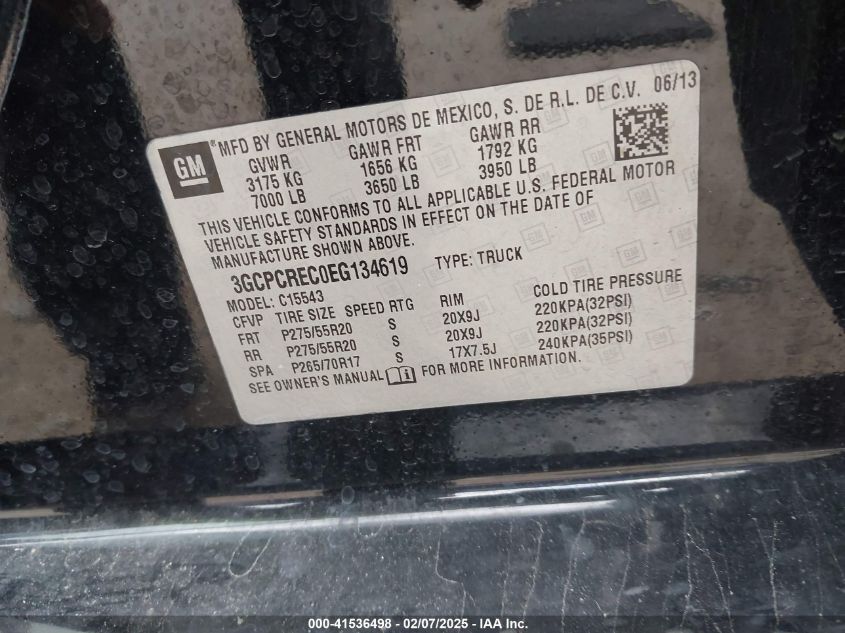 GM
®MFD BY GENERAL MOTORS DE MEXICO, S. DE R.L. DE C.V. 06/13
GVWR GAWR FRT GAWR RR
3175 KG 1656 KG 1792 KG
7000 LB 3650 LB 3950 LB
THIS VEHICLE CONFORMS TO ALL APPLICABLE U.S. FEDERAL MOTOR
VEHICLE SAFETY STANDARDS IN EFFECT ON THE DATE OF
MANUFACTURE SHOWN ABOVE.
3GCPCREC0EG134619 TYPE: TRUCK
MODEL: C15543
CFVP TIRE SIZE SPEED RTG RIM COLD TIRE PRESSURE
FRT P275/55R20 S 20X9J 220KPA(32PSI)
RR P275/55R20 S 20X9J 220KPA(32PSI)
SPA P265/70R17 S 17X7.5J 240KPA(35PSI)
SEE OWNER'S MANUAL FOR MORE INFORMATION.
000-41536498 - 02/07/2025 - IAA Inc.